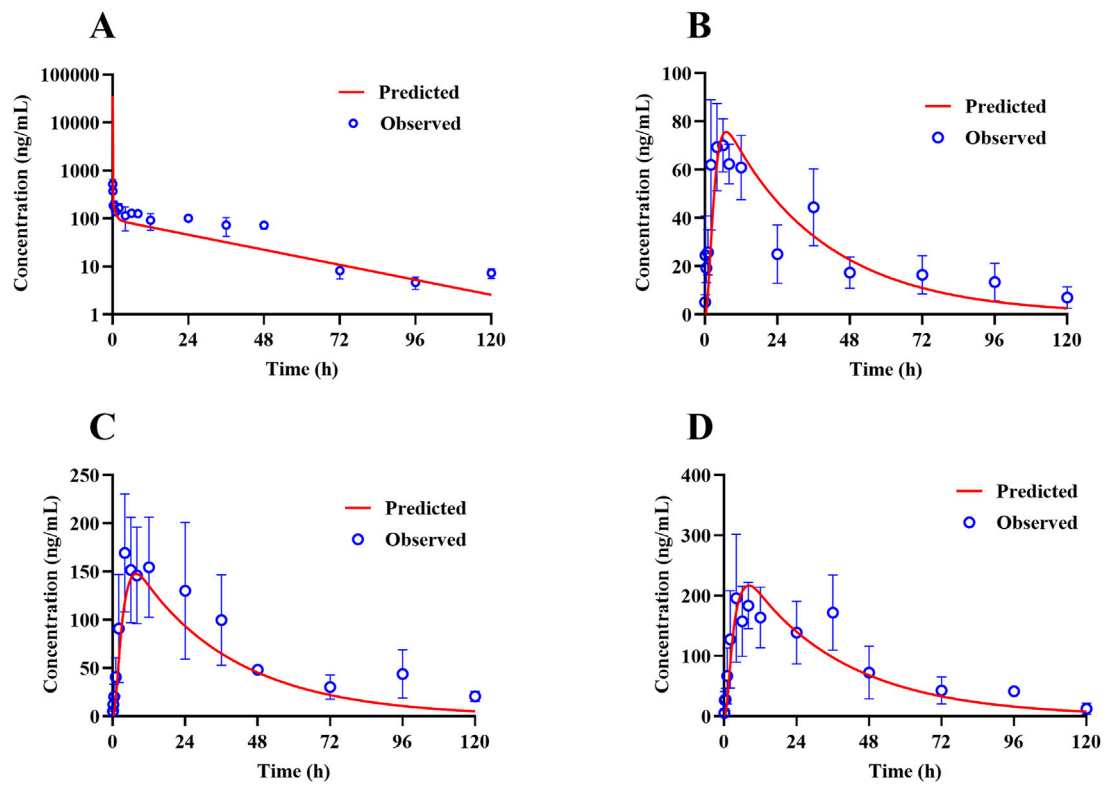 A
Concentration (ng/mL)
100000
10000
1000
100
10
1
Predicted
Observed
0 24 48 72 96 120
Time (h)
B
Concentration (ng/mL)
100
80
60
40
20
0
Predicted
Observed
0 24 48 72 96 120
Time (h)
C
Concentration (ng/mL)
250
200
150
100
50
0
Predicted
Observed
0 24 48 72 96 120
Time (h)
D
Concentration (ng/mL)
400
300
200
100
0
Predicted
Observed
0 24 48 72 96 120
Time (h)